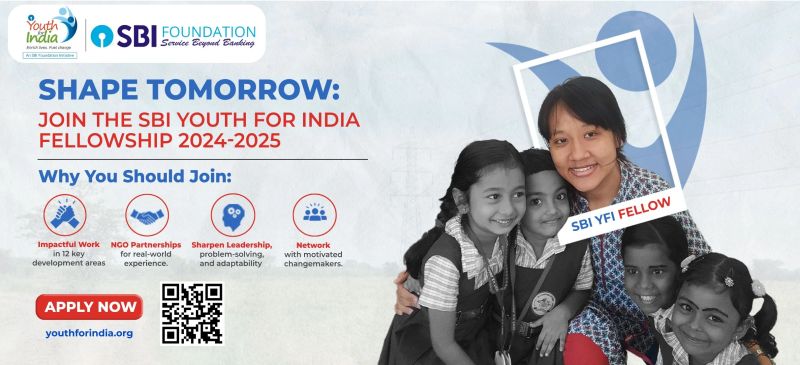 Youth
for
India
Enrich lives. Fuel change
An SBI Foundation Initiative
SBI FOUNDATION
Service Beyond Banking
SHAPE TOMORROW:
JOIN THE SBI YOUTH FOR INDIA
FELLOWSHIP 2024-2025
Why You Should Join:
Impactful Work
in 12 key
development areas
NGO Partnerships
for real-world
experience.
Sharpen Leadership,
problem-solving,
and adaptability
Network
with motivated
changemakers.
SBI YFI FELLOW
APPLY NOW
youthforindia.org